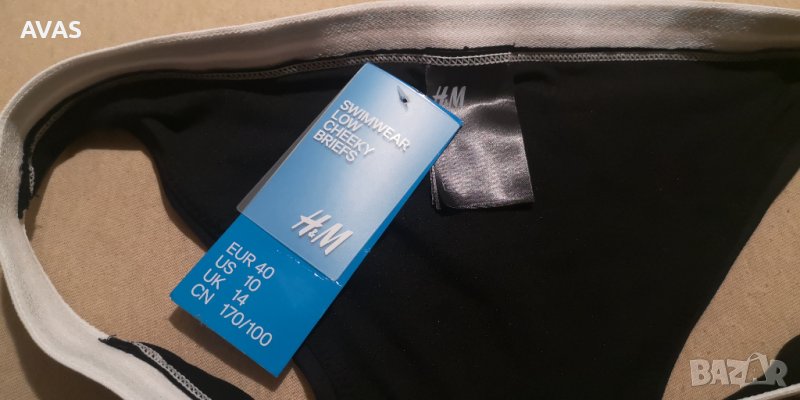 AVAS
H&M
SWIMWEAR
LOW
CHEEKY
BRIEFS
H&M
EUR 40
US 10
UK 14
CN 170/100
BAZAR